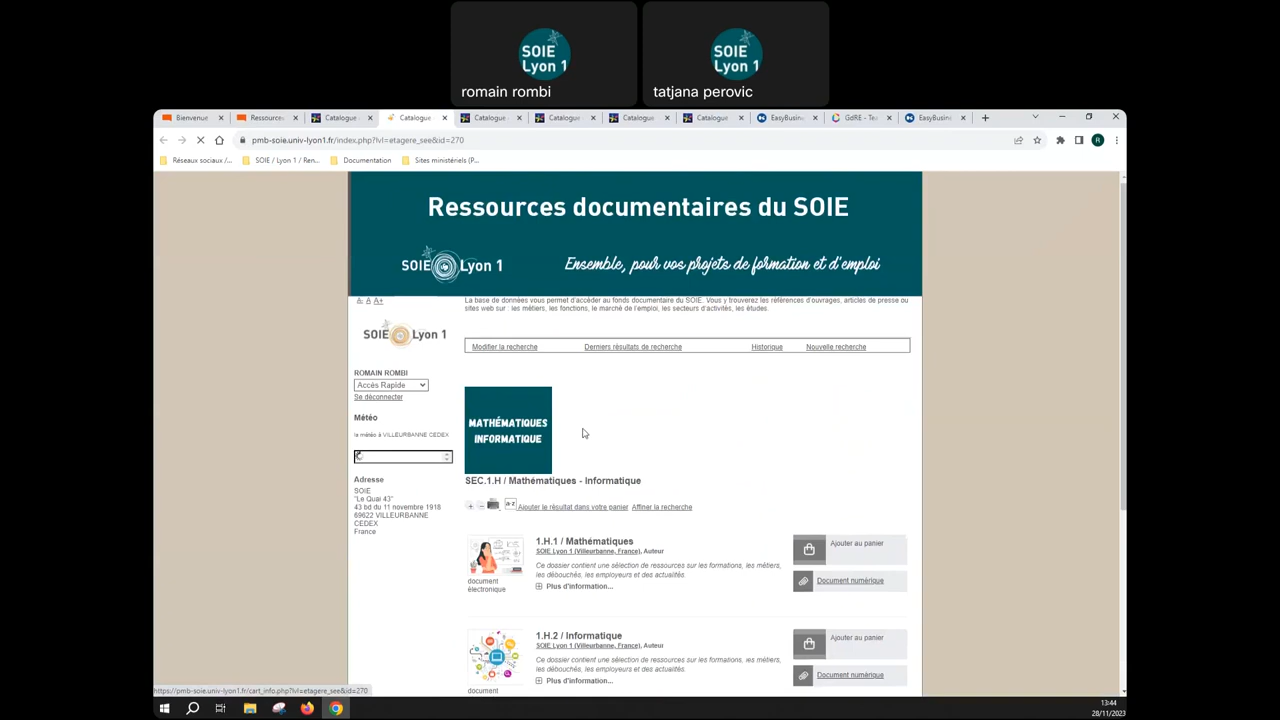 SOIE
Lyon 1
romain rombi
SOIE
Lyon 1
tatjana perovic
Bienvenue
Ressources
Catalogue
Catalogue
Catalogue
Catalogue
Catalogue
Catalogue
EasyBusin
GdRE - Te
EasyBusin
pmb-soie.univ-lyon1.fr/index.php?lvl=etagere_see&id=270
R
Réseaux sociaux /...
SOIE / Lyon 1 / Ren...
Documentation
Sites ministériels (P...
Ressources documentaires du SOIE
SOIE Lyon 1
Ensemble, pour vos projets de formation et d'emploi
A- A A+
La base de données vous permet d'accéder au fonds documentaire du SOIE. Vous y trouverez les références d'ouvrages, articles de presse ou
sites web sur : les métiers, les fonctions, le marché de l'emploi, les secteurs d'activités, les études.
SOIE Lyon 1
Modifier la recherche
Derniers résultats de recherche
Historique
Nouvelle recherche
ROMAIN ROMBI
Accès Rapide
Se déconnecter
Météo
la météo à VILLEURBANNE CEDEX
Adresse
SOIE
"Le Quai 43"
43 bd du 11 novembre 1918
69622 VILLEURBANNE
CEDEX
France
MATHÉMATIQUES
INFORMATIQUE
SEC.1.H / Mathématiques - Informatique
A-Z Ajouter le résultat dans votre panier Affiner la recherche
1.H.1 / Mathématiques
SOIE Lyon 1 (Villeurbanne, France), Auteur
Ce dossier contient une sélection de ressources sur les formations, les métiers,
les débouchés, les employeurs et des actualités.
Plus d'information...
document
électronique
Ajouter au panier
Document numérique
1.H.2 / Informatique
SOIE Lyon 1 (Villeurbanne, France), Auteur
Ce dossier contient une sélection de ressources sur les formations, les métiers,
les débouchés, les employeurs et des actualités.
Plus d'information...
document
Ajouter au panier
Document numérique
https://pmb-soie.univ-lyon1.fr/cart_info.php?lvl=etagere_see&id=270
13:44
28/11/2023